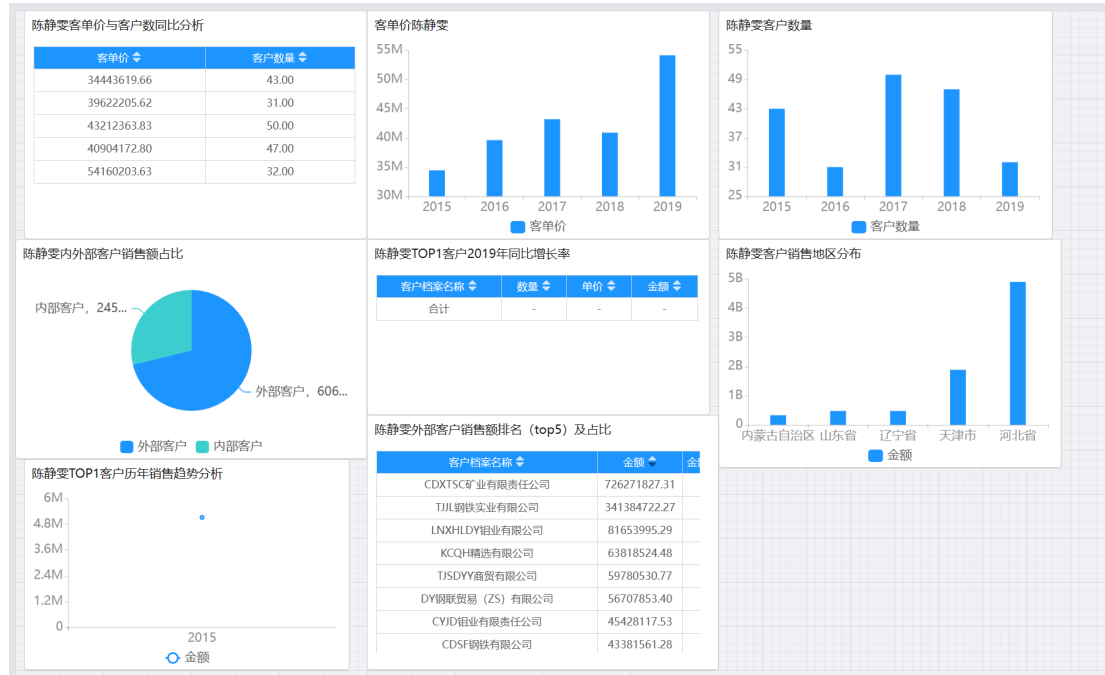 陈静雯客单价与客户数同比分析
客单价 客户数量
34443619.66 43.00
39622205.62 31.00
43212363.83 50.00
40904172.80 47.00
54160203.63 32.00
客单价陈静雯
55M
50M
45M
40M
35M
30M
2015 2016 2017 2018 2019
客单价
陈静雯客户数量
55
49
43
37
31
25
2015 2016 2017 2018 2019
客户数量
陈静雯内外部客户销售额占比
内部客户，245...
外部客户，606...
外部客户 内部客户
陈静雯TOP1客户2019年同比增长率
客户档案名称 数量 单价 金额
合计 - - -
陈静雯客户销售地区分布
5B
4B
3B
2B
1B
0
内蒙古自治区 山东省 辽宁省 天津市 河北省
金额
陈静雯TOP1客户历年销售趋势分析
6M
4.8M
3.6M
2.4M
1.2M
0
2015
金额
陈静雯外部客户销售额排名（top5）及占比
客户档案名称 金额
CDXTSC矿业有限责任公司 726271827.31
TJJL钢铁实业有限公司 341384722.27
LNXHLDY钼业有限公司 81653995.29
KCQH精选有限公司 63818524.48
TJSDYY商贸有限公司 59780530.77
DY钢联贸易（ZS）有限公司 56707853.40
CYJD钼业有限责任公司 45428117.53
CDSF钢铁有限公司 43381561.28